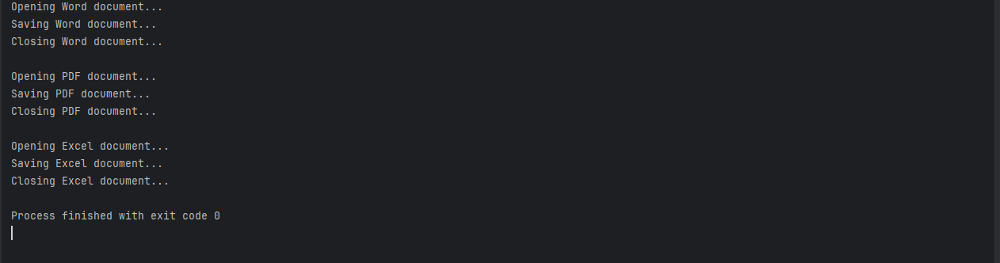 Opening Word document...
Saving Word document...
Closing Word document...
Opening PDF document...
Saving PDF document...
Closing PDF document...
Opening Excel document...
Saving Excel document...
Closing Excel document...
Process finished with exit code 0